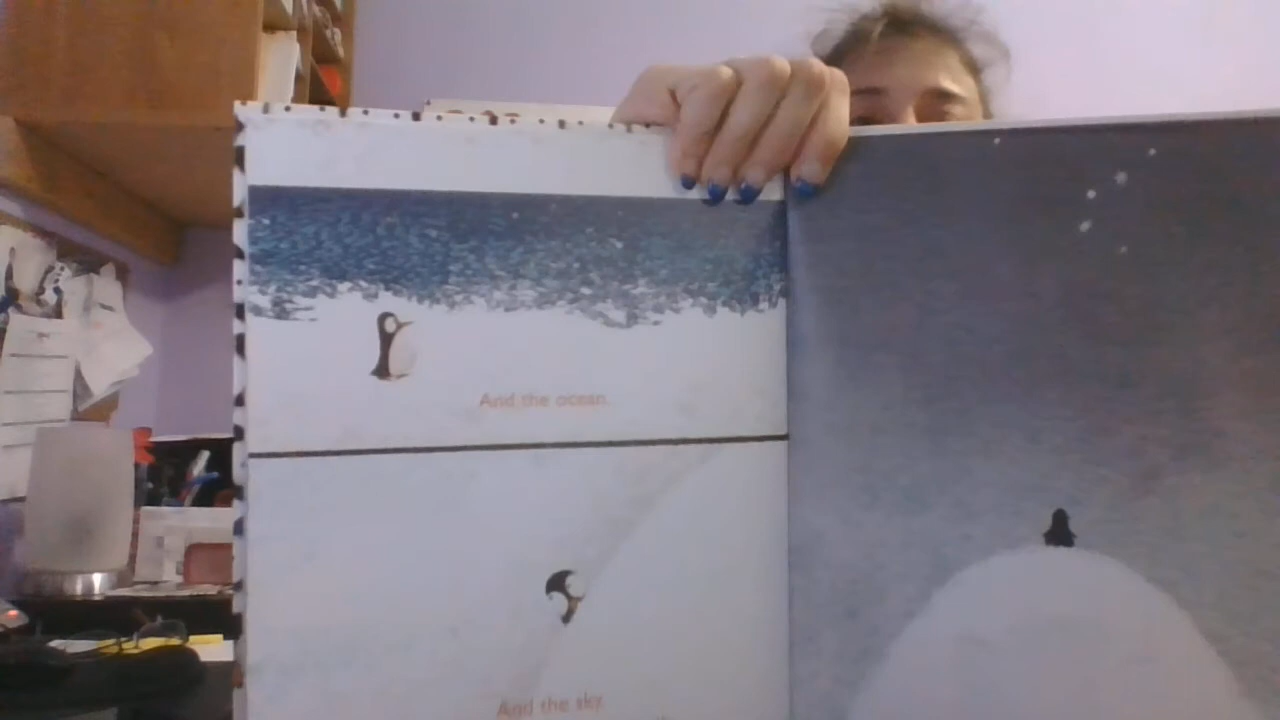 And the ocean.
And the sky.